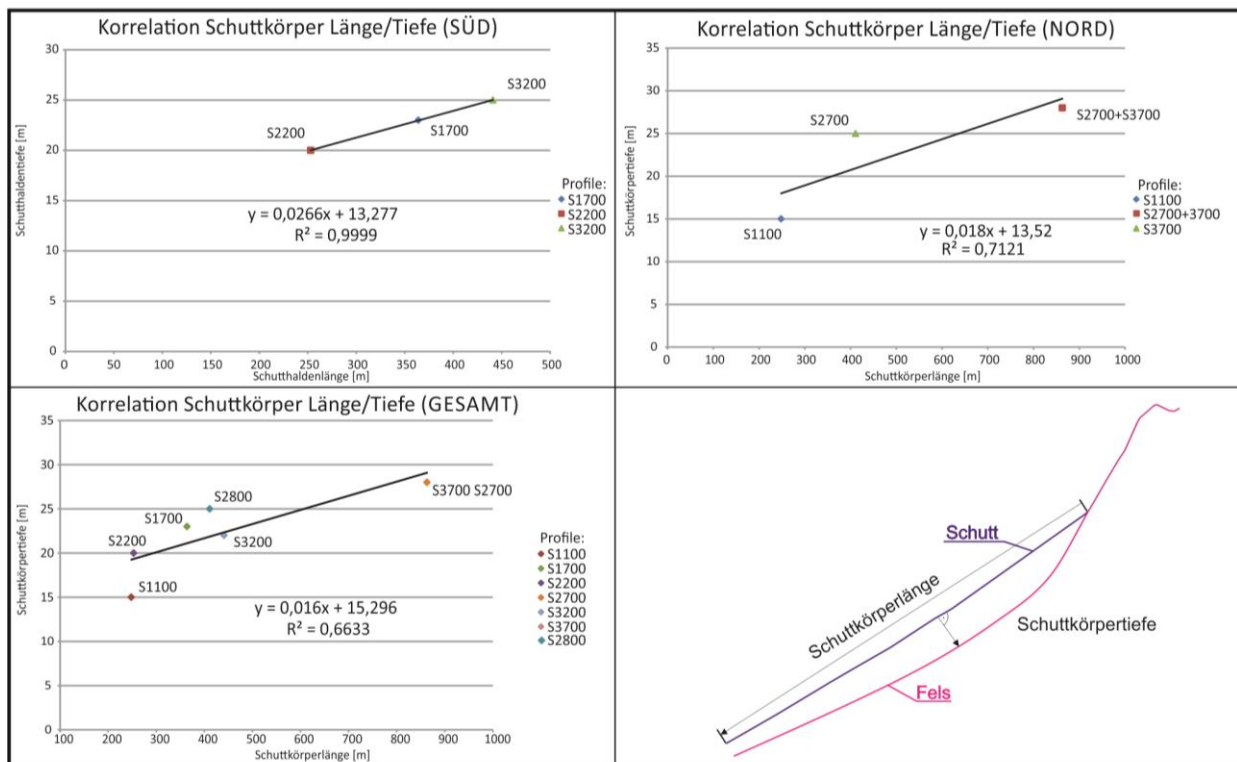 Korrelation Schuttkörper Länge/Tiefe (SÜD)
30
25
20
15
10
5
0
Schutthaldentiefe [m]
S2200
S1700
S3200
y = 0,0266x + 13,277
R² = 0,9999
Profile:
S1700
S2200
S3200
0 50 100 150 200 250 300 350 400 450 500
Schutthaldenlänge [m]
Korrelation Schuttkörper Länge/Tiefe (NORD)
35
30
25
20
15
10
5
0
Schuttkörpertiefe [m]
S1100
S2700
S2700+S3700
y = 0,018x + 13,52
R² = 0,7121
Profile:
S1100
S2700+3700
S3700
0 100 200 300 400 500 600 700 800 900 1000
Schuttkörperlänge [m]
Korrelation Schuttkörper Länge/Tiefe (GESAMT)
35
30
25
20
15
10
5
0
Schuttkörpertiefe [m]
S2800
S1700
S2200
S3200
S1100
S3700 S2700
y = 0,016x + 15,296
R² = 0,6633
Profile:
S1100
S1700
S2200
S2700
S3200
S3700
S2800
100 200 300 400 500 600 700 800 900 1000
Schuttkörperlänge [m]
Schutt
Schuttkörperlänge
Schuttkörpertiefe
Fels